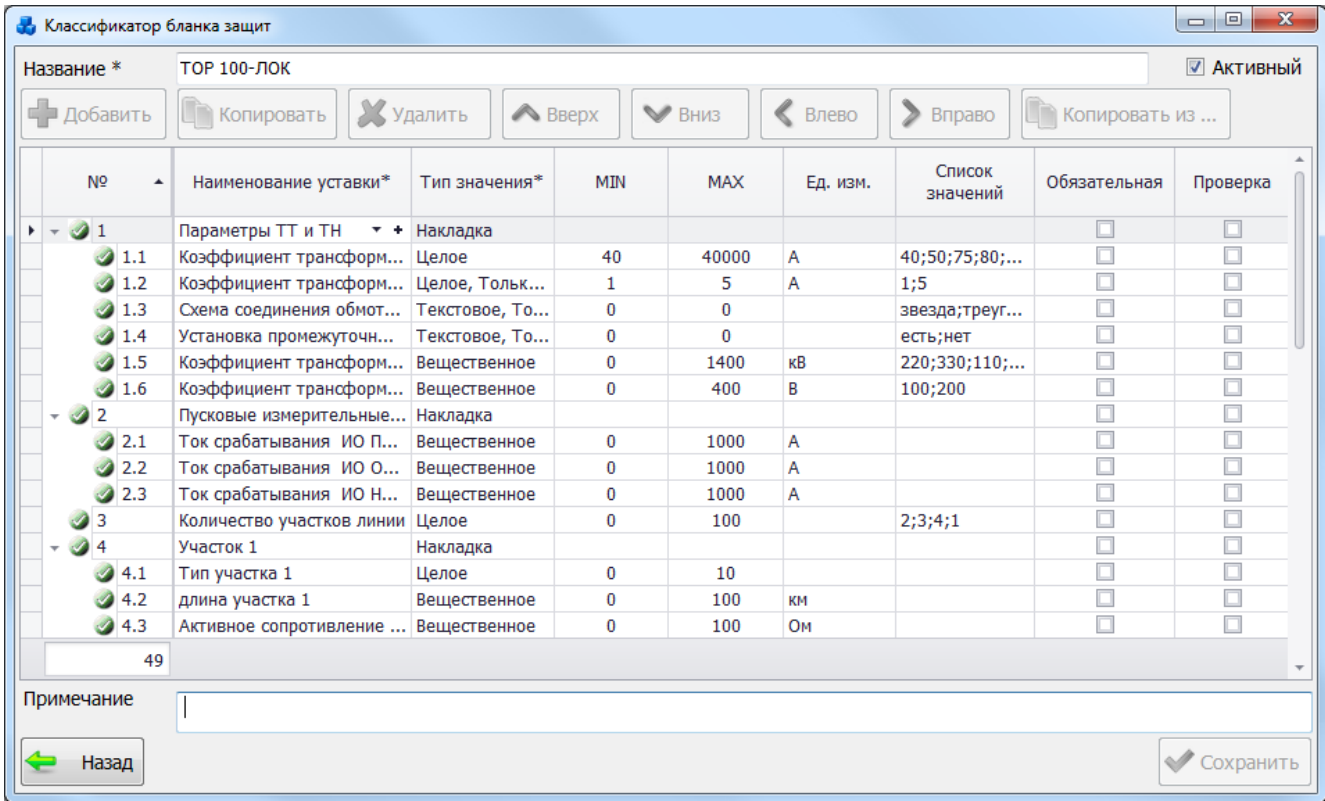 Классификатор бланка защит
Название * ТОР 100-ЛОК Активный
Добавить Копировать Удалить Вверх Вниз Влево Вправо Копировать из ...
№ Наименование уставки* Тип значения* MIN MAX Ед. изм. Список значений Обязательная Проверка
1 Параметры ТТ и ТН Накладка
1.1 Коэффициент трансформ... Целое 40 40000 А 40;50;75;80;...
1.2 Коэффициент трансформ... Целое, Тольк... 1 5 А 1;5
1.3 Схема соединения обмот... Текстовое, То... 0 0 звезда;треуг...
1.4 Установка промежуточн... Текстовое, То... 0 0 есть;нет
1.5 Коэффициент трансформ... Вещественное 0 1400 кВ 220;330;110;...
1.6 Коэффициент трансформ... Вещественное 0 400 В 100;200
2 Пусковые измерительные... Накладка
2.1 Ток срабатывания ИО П... Вещественное 0 1000 А
2.2 Ток срабатывания ИО О... Вещественное 0 1000 А
2.3 Ток срабатывания ИО Н... Вещественное 0 1000 А
3 Количество участков линии Целое 0 100 2;3;4;1
4 Участок 1 Накладка
4.1 Тип участка 1 Целое 0 10
4.2 длина участка 1 Вещественное 0 100 км
4.3 Активное сопротивление ... Вещественное 0 100 Ом
49
Примечание
Назад Сохранить